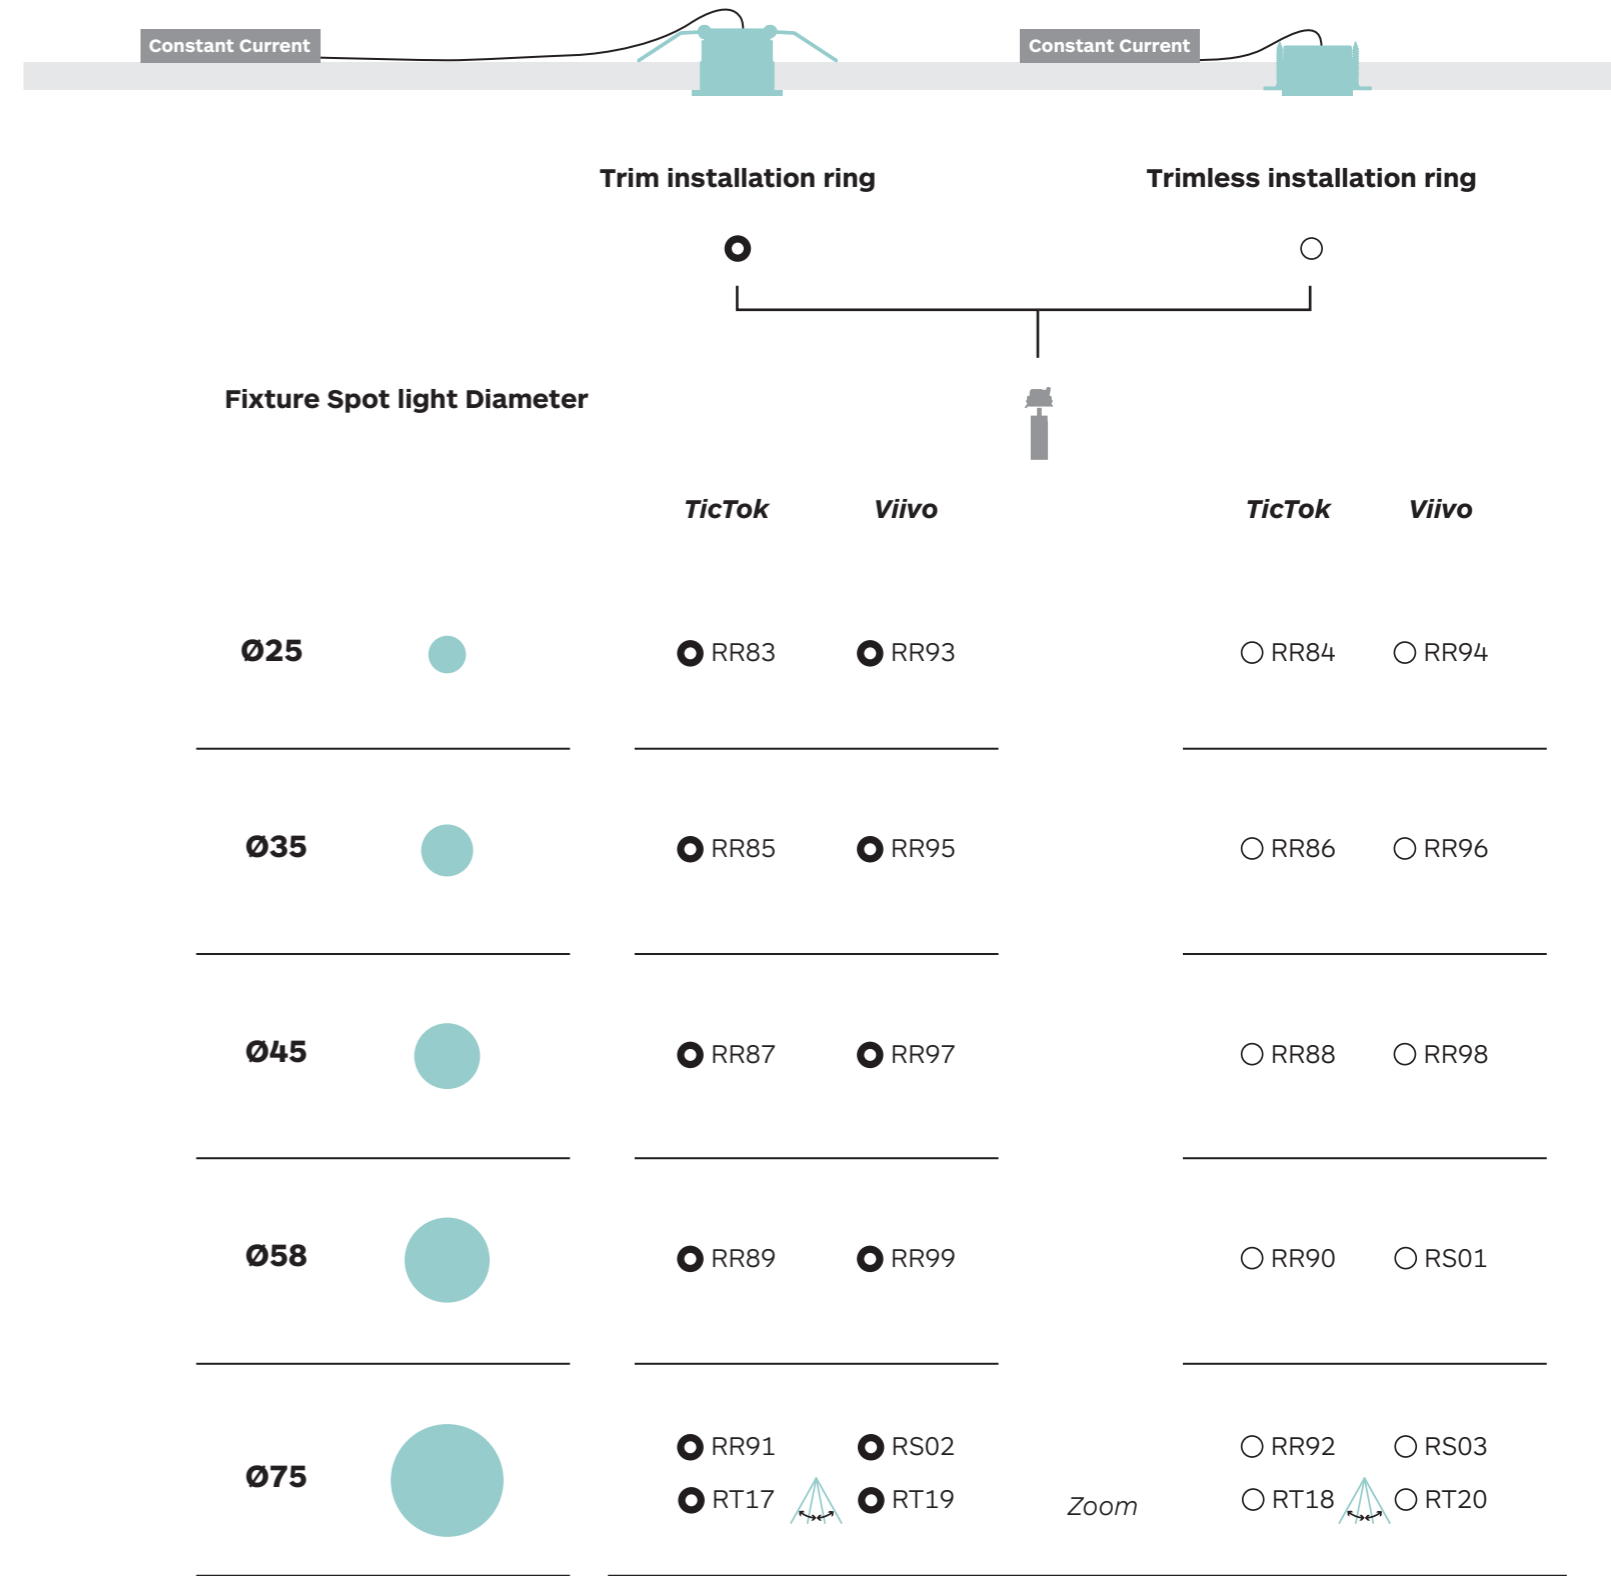 Constant Current Constant Current
Trim installation ring Trimless installation ring
Fixture Spot light Diameter
TicTok Viivo TicTok Viivo
Ø25 RR83 RR93 RR84 RR94
Ø35 RR85 RR95 RR86 RR96
Ø45 RR87 RR97 RR88 RR98
Ø58 RR89 RR99 RR90 RS01
RR91 RS02 RR92 RS03
Ø75
RT17 RT19 Zoom RT18 RT20